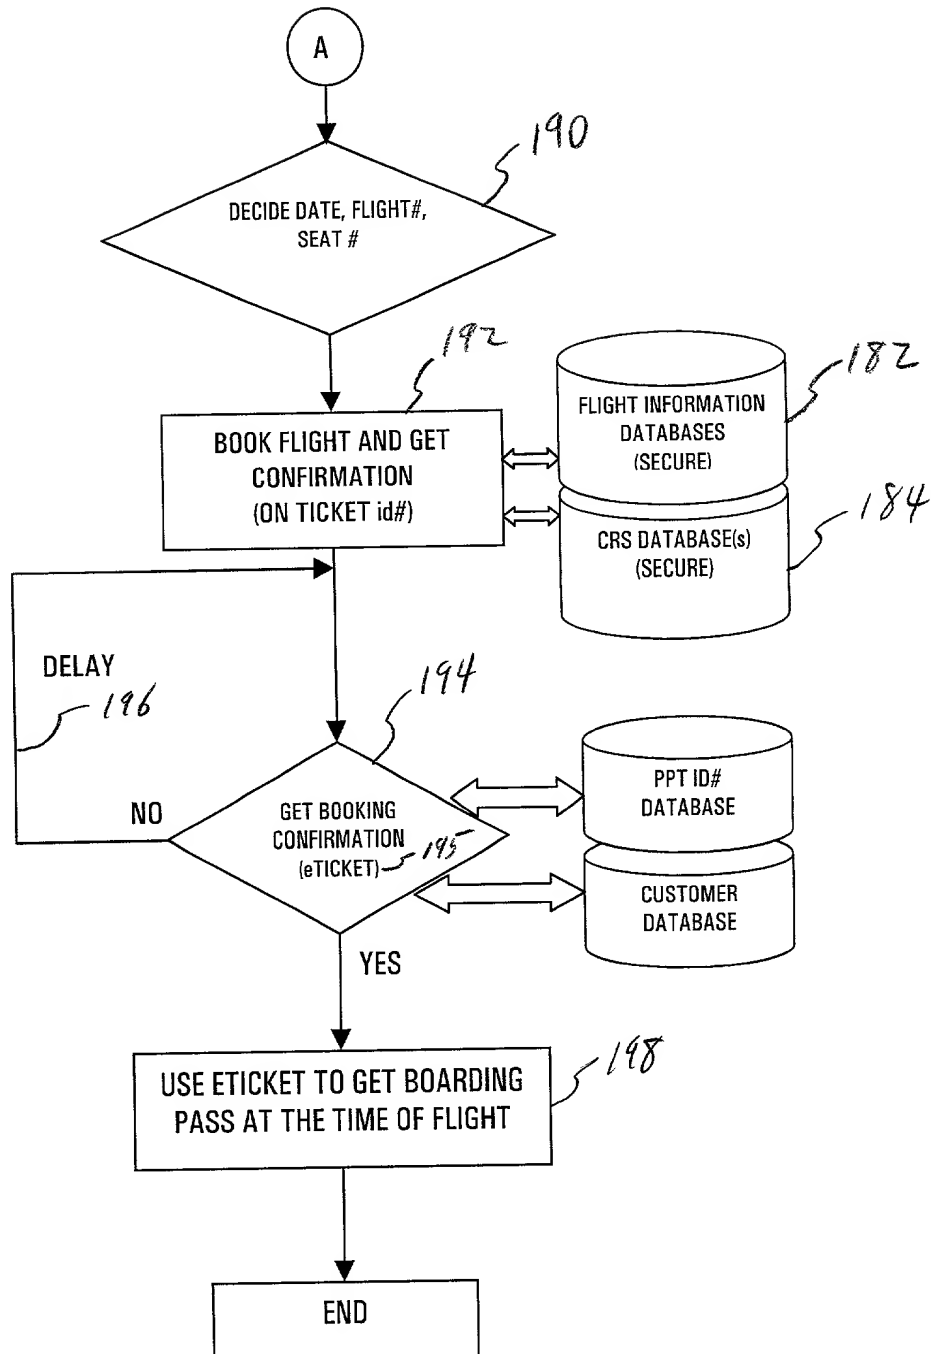 A
190
DECIDE DATE, FLIGHT#,
SEAT #
192
182
BOOK FLIGHT AND GET
CONFIRMATION
(ON TICKET id#)
FLIGHT INFORMATION
DATABASES
(SECURE)
184
CRS DATABASE(s)
(SECURE)
DELAY
196
194
NO
GET BOOKING
CONFIRMATION
(eTICKET) 195
PPT ID#
DATABASE
CUSTOMER
DATABASE
YES
198
USE ETICKET TO GET BOARDING
PASS AT THE TIME OF FLIGHT
END